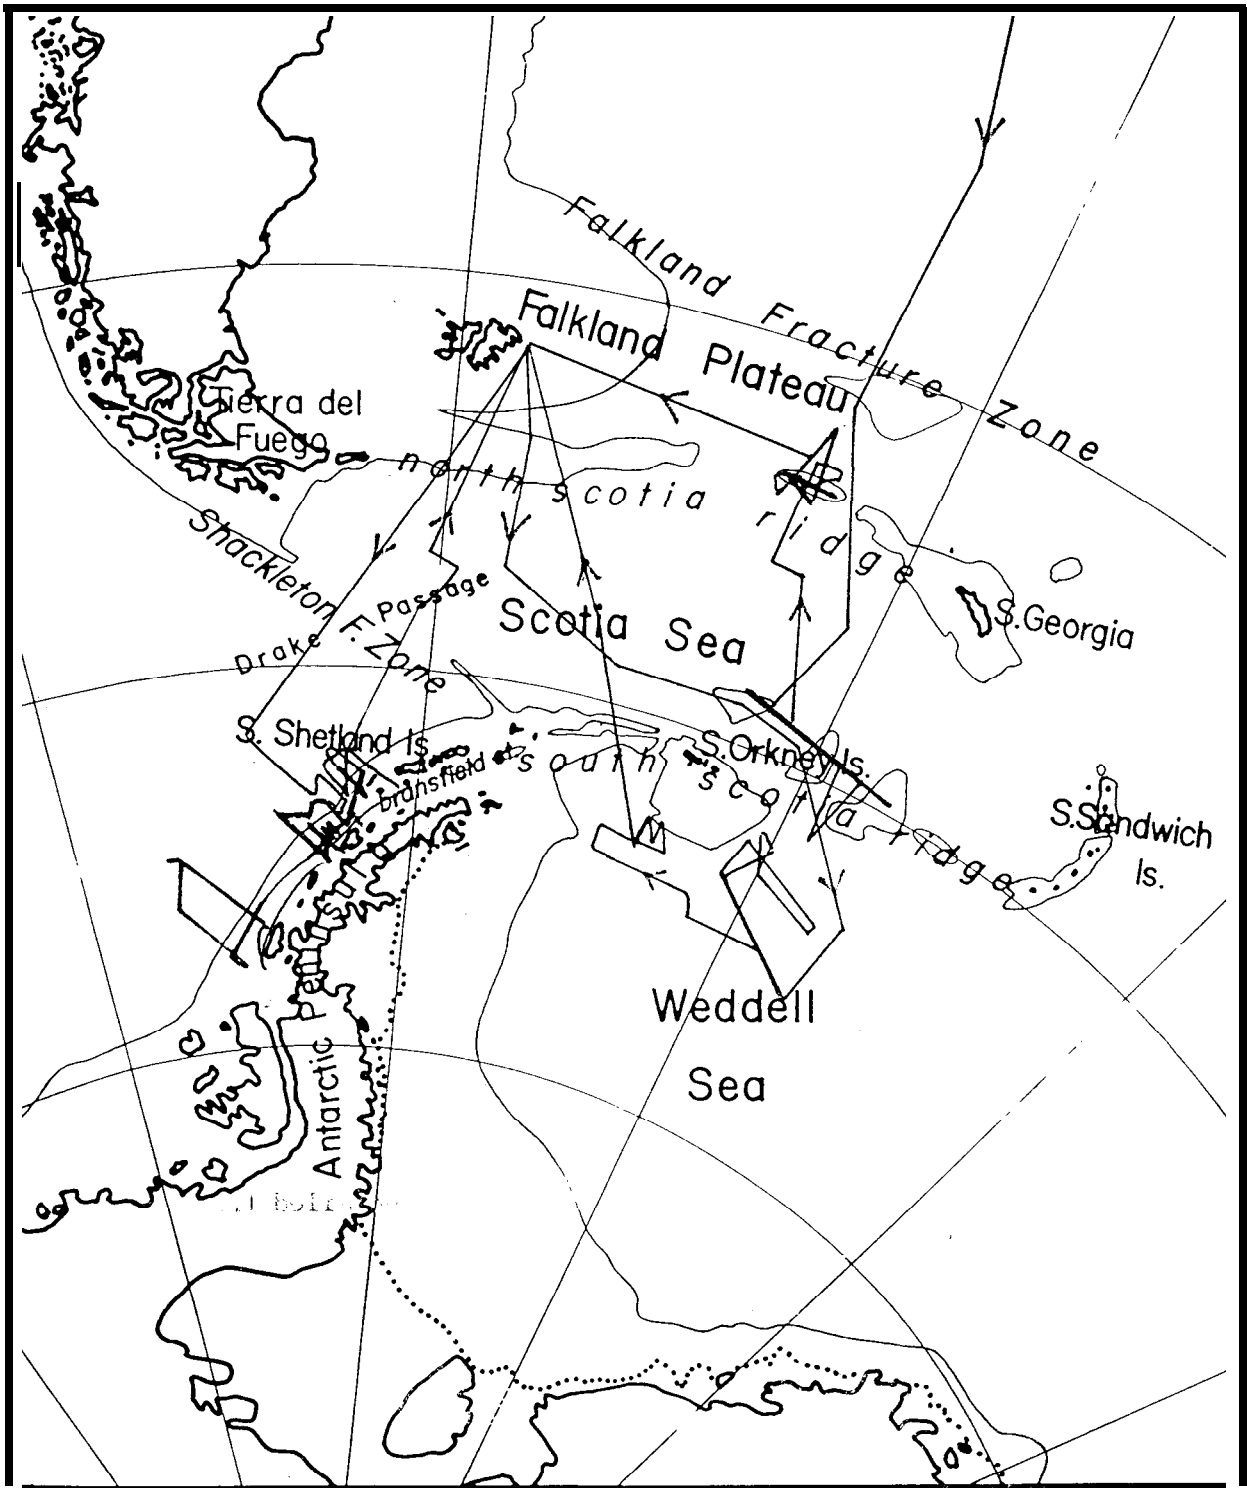 Falkland Fracture Zone
Falkland Plateau
Tierra del
Fuego
north scotia ridge
Shackleton F. Zone
Drake Passage
Scotia Sea
S. Georgia
S. Shetland Is.
bransfield st.
south scotia ridge
S. Orkney Is.
S. Sandwich
Is.
Antarctic Peninsula
Weddell
Sea